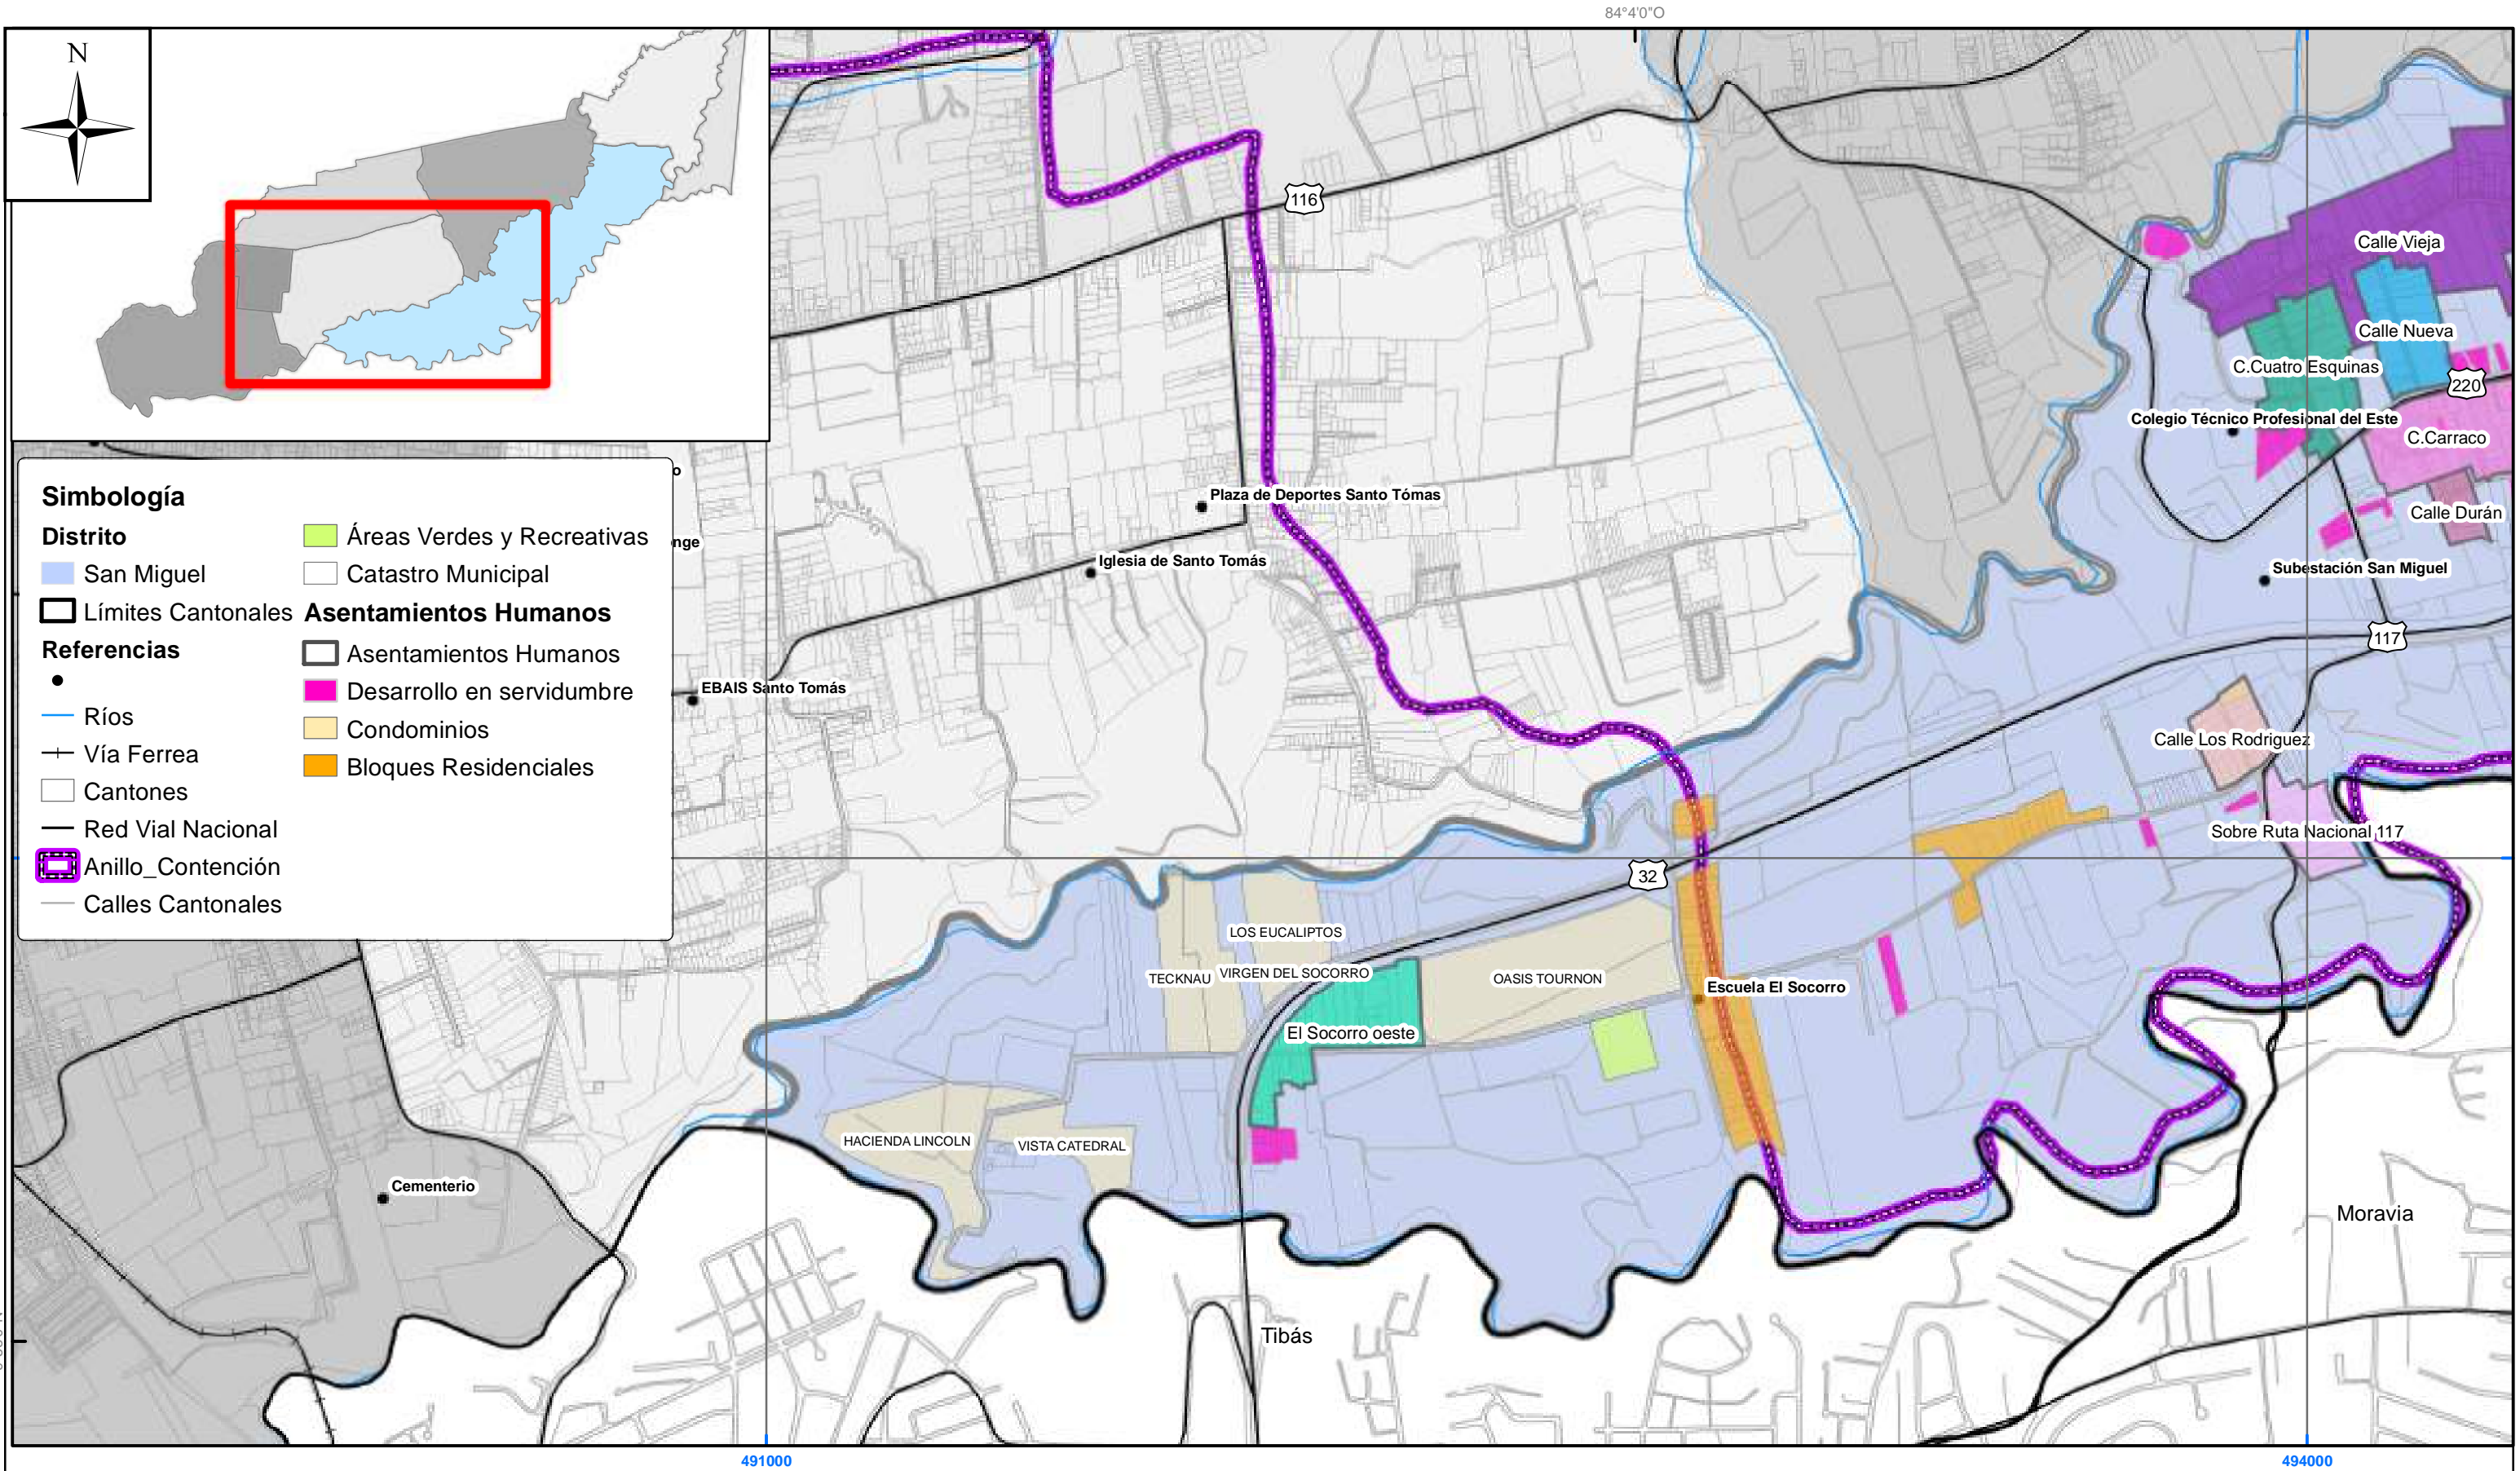 84°4'0"O
N
116
Calle Vieja
Calle Nueva
C.Cuatro Esquinas
220
Colegio Técnico Profesional del Este
C.Carraco
Plaza de Deportes Santo Tómas
Calle Durán
Iglesia de Santo Tomás
Subestación San Miguel
117
EBAIS Santo Tomás
Calle Los Rodriguez
Sobre Ruta Nacional 117
32
Simbología
Distrito
San Miguel
Límites Cantonales
Referencias
Ríos
Vía Ferrea
Cantones
Red Vial Nacional
Anillo_Contención
Calles Cantonales
Áreas Verdes y Recreativas
Catastro Municipal
Asentamientos Humanos
Asentamientos Humanos
Desarrollo en servidumbre
Condominios
Bloques Residenciales
LOS EUCALIPTOS
TECKNAU
VIRGEN DEL SOCORRO
OASIS TOURNON
Escuela El Socorro
El Socorro oeste
HACIENDA LINCOLN
VISTA CATEDRAL
Cementerio
Moravia
Tibás
491000
494000